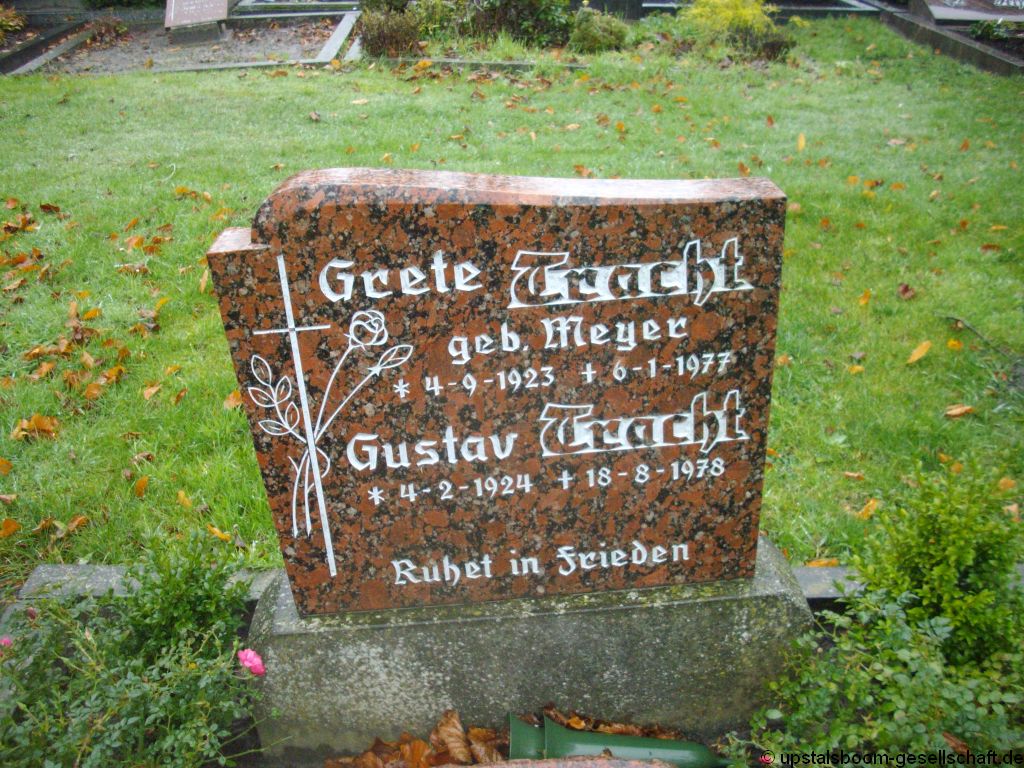 Grete Tracht
geb. Meyer
* 4-9-1923 + 6-1-1977
Gustav Tracht
* 4-2-1924 + 18-8-1978
Ruhet in Frieden
© upstalsboom-gesellschaft.de